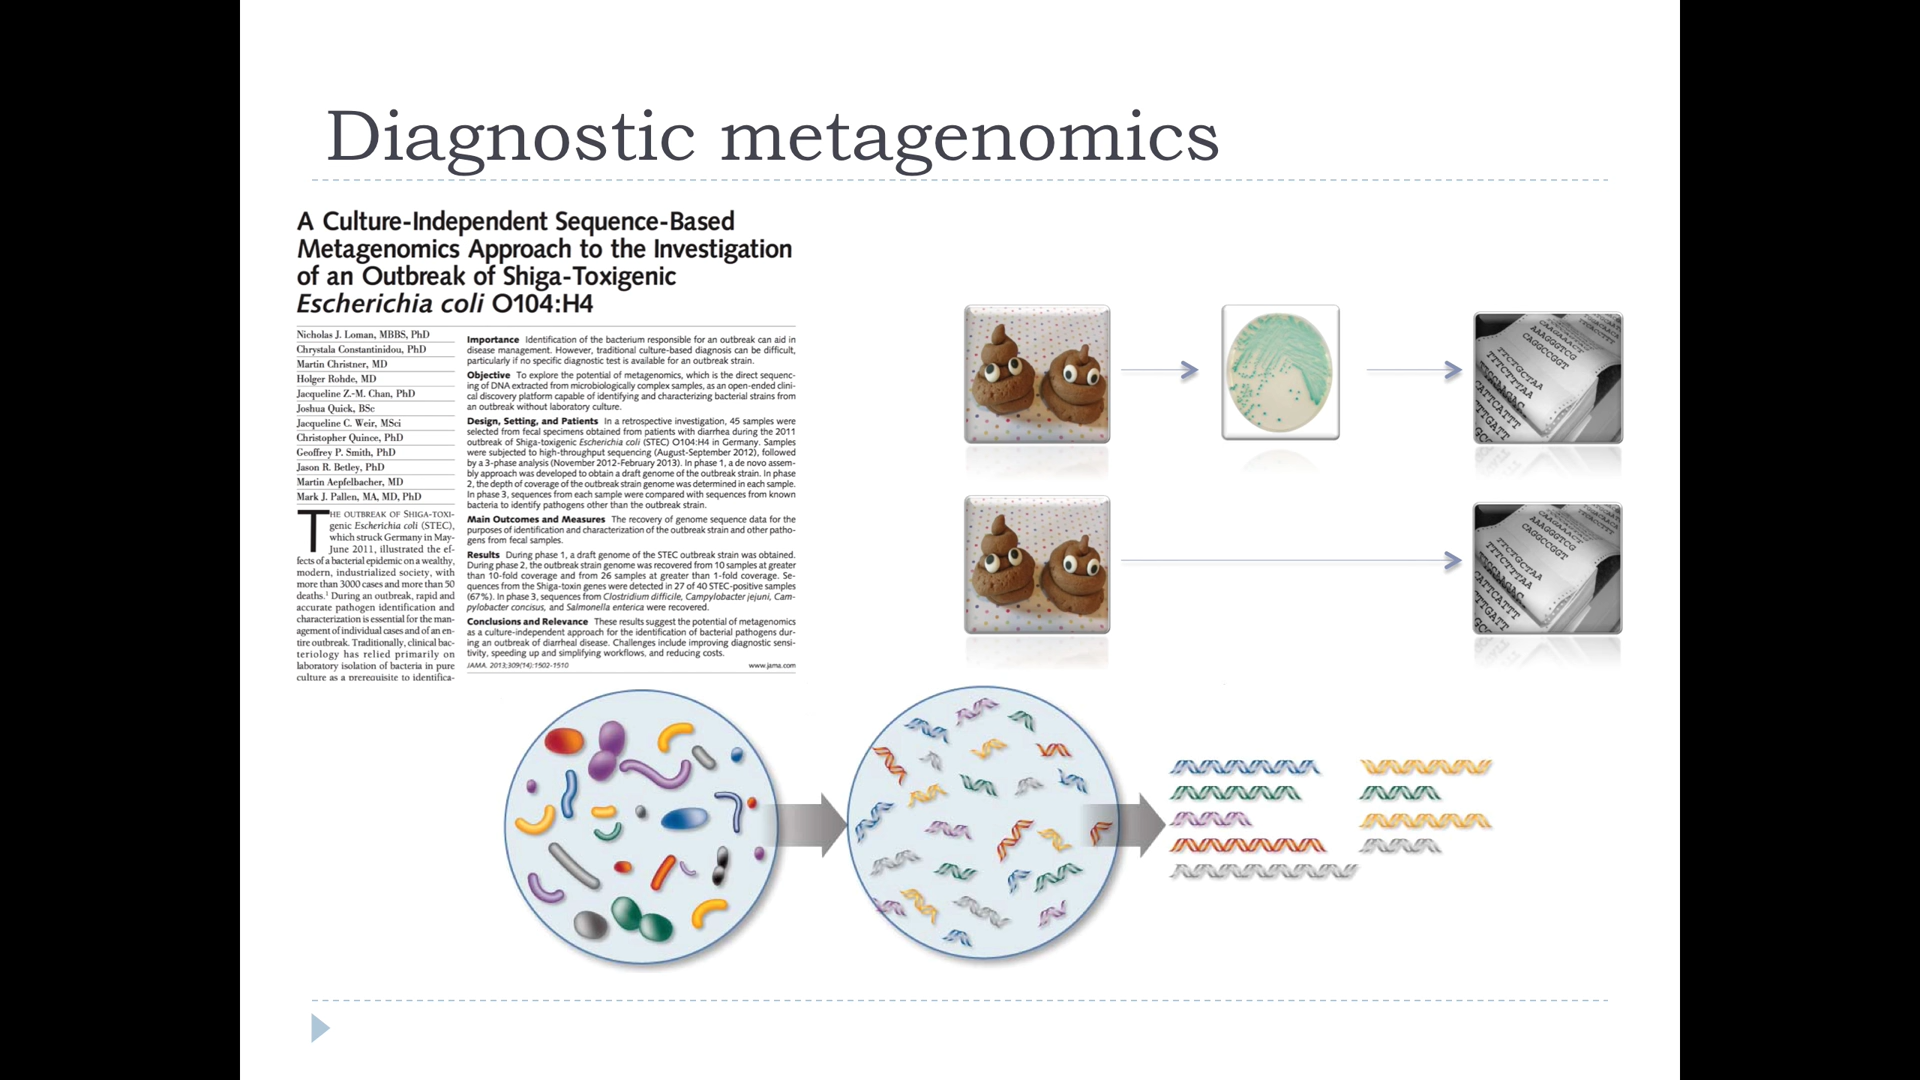 Diagnostic metagenomics
A Culture-Independent Sequence-Based
Metagenomics Approach to the Investigation
of an Outbreak of Shiga-Toxigenic
Escherichia coli O104:H4
Nicholas J. Loman, MBBS, PhD
Chrystala Constantinidou, PhD
Martin Christner, MD
Holger Rohde, MD
Jacqueline Z.-M. Chan, PhD
Joshua Quick, BSc
Jacqueline C. Weir, MSci
Christopher Quince, PhD
Geoffrey P. Smith, PhD
Jason R. Betley, PhD
Martin Aepfelbacher, MD
Mark J. Pallen, MA, MD, PhD
THE OUTBREAK OF SHIGA-TOXI-
genic Escherichia coli (STEC),
which struck Germany in May-
June 2011, illustrated the ef-
fects of a bacterial epidemic on a wealthy,
modern, industrialized society, with
more than 3000 cases and more than 50
deaths.1 During an outbreak, rapid and
accurate pathogen identification and
characterization is essential for the man-
agement of individual cases and of an en-
tire outbreak. Traditionally, clinical bac-
teriology has relied primarily on
laboratory isolation of bacteria in pure
culture as a prerequisite to identifica-
Importance Identification of the bacterium responsible for an outbreak can aid in
disease management. However, traditional culture-based diagnosis can be difficult,
particularly if no specific diagnostic test is available for an outbreak strain.
Objective To explore the potential of metagenomics, which is the direct sequenc-
ing of DNA extracted from microbiologically complex samples, as an open-ended clini-
cal discovery platform capable of identifying and characterizing bacterial strains from
an outbreak without laboratory culture.
Design, Setting, and Patients In a retrospective investigation, 45 samples were
selected from fecal specimens obtained from patients with diarrhea during the 2011
outbreak of Shiga-toxigenic Escherichia coli (STEC) O104:H4 in Germany. Samples
were subjected to high-throughput sequencing (August-September 2012), followed
by a 3-phase analysis (November 2012-February 2013). In phase 1, a de novo assem-
bly approach was developed to obtain a draft genome of the outbreak strain. In phase
2, the depth of coverage of the outbreak strain genome was determined in each sample.
In phase 3, sequences from each sample were compared with sequences from known
bacteria to identify pathogens other than the outbreak strain.
Main Outcomes and Measures The recovery of genome sequence data for the
purposes of identification and characterization of the outbreak strain and other patho-
gens from fecal samples.
Results During phase 1, a draft genome of the STEC outbreak strain was obtained.
During phase 2, the outbreak strain genome was recovered from 10 samples at greater
than 10-fold coverage and from 26 samples at greater than 1-fold coverage. Se-
quences from the Shiga-toxin genes were detected in 27 of 40 STEC-positive samples
(67%). In phase 3, sequences from Clostridium difficile, Campylobacter jejuni, Cam-
pylobacter concisus, and Salmonella enterica were recovered.
Conclusions and Relevance These results suggest the potential of metagenomics
as a culture-independent approach for the identification of bacterial pathogens dur-
ing an outbreak of diarrheal disease. Challenges include improving diagnostic sensi-
tivity, speeding up and simplifying workflows, and reducing costs.
JAMA. 2013;309(14):1502-1510 www.jama.com
CAAGAAACT
AAAGGGTCG
CAGGCCGGT
TTCTGCTAA
TTTCTTTAA
CAAGAAACT
AAAGGGTCG
CAGGCCGGT
TTCTGCTAA